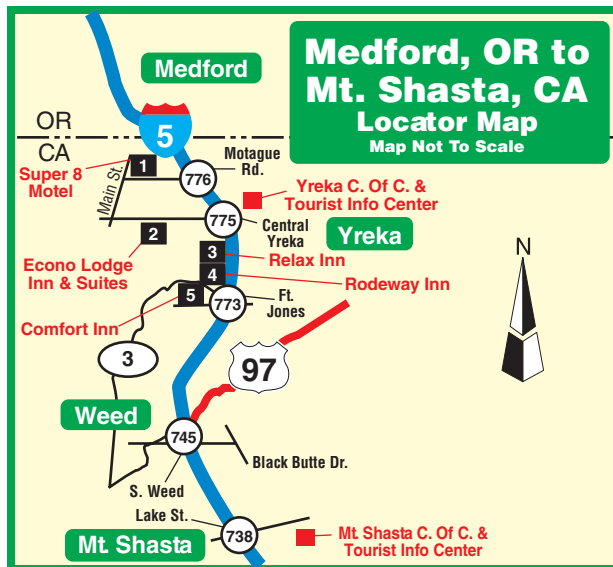 Medford
Medford, OR to
Mt. Shasta, CA
Locator Map
Map Not To Scale
OR
CA
5
1
Super 8
Motel
Main St.
Motague
Rd.
776
Yreka C. Of C. &
Tourist Info Center
775
Central
Yreka
Yreka
2
Econo Lodge
Inn & Suites
3
Relax Inn
4
Rodeway Inn
5
Comfort Inn
773
Ft.
Jones
N
3
97
Weed
745
S. Weed
Black Butte Dr.
Lake St.
738
Mt. Shasta
Mt. Shasta C. Of C. &
Tourist Info Center